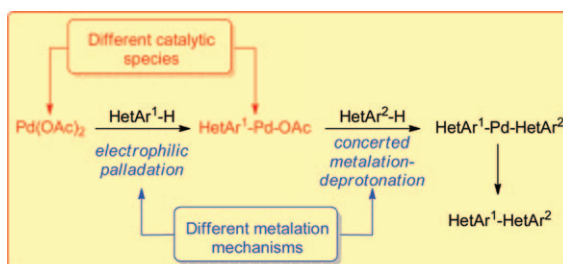 Different catalytic
species
HetAr¹-H
HetAr²-H
Pd(OAc)₂
HetAr¹-Pd-OAc
HetAr¹-Pd-HetAr²
electrophilic
palladation
concerted
metalation-
deprotonation
Different metalation
mechanisms
HetAr¹-HetAr²